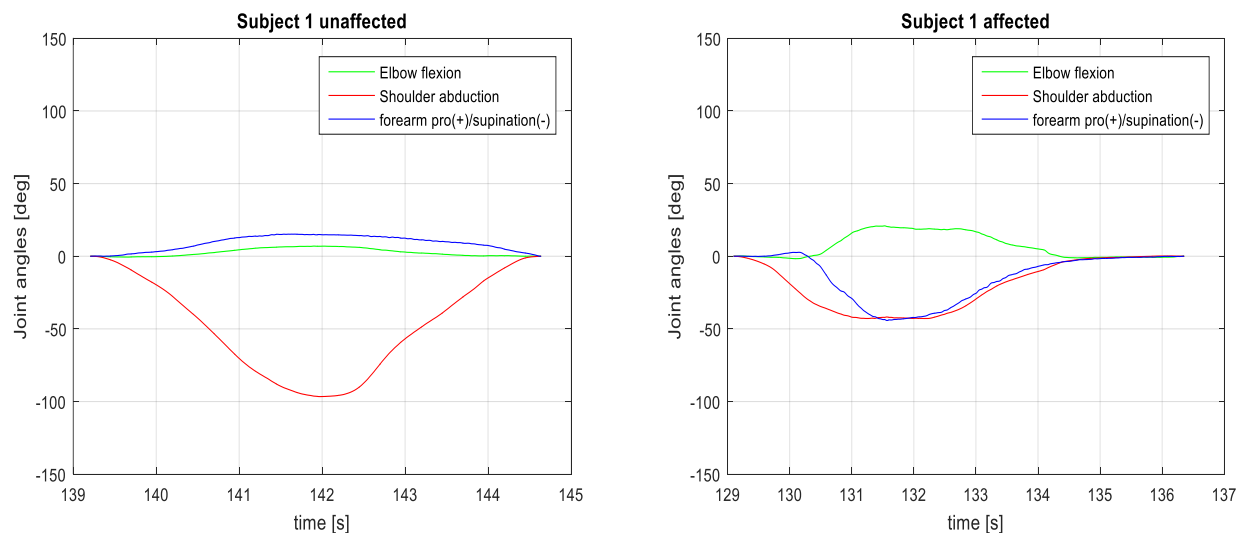 Subject 1 unaffected
150
100
50
0
-50
-100
-150
Joint angles [deg]
139 140 141 142 143 144 145
time [s]
Elbow flexion
Shoulder abduction
forearm pro(+)/supination(-)
Subject 1 affected
150
100
50
0
-50
-100
-150
Joint angles [deg]
129 130 131 132 133 134 135 136 137
time [s]
Elbow flexion
Shoulder abduction
forearm pro(+)/supination(-)